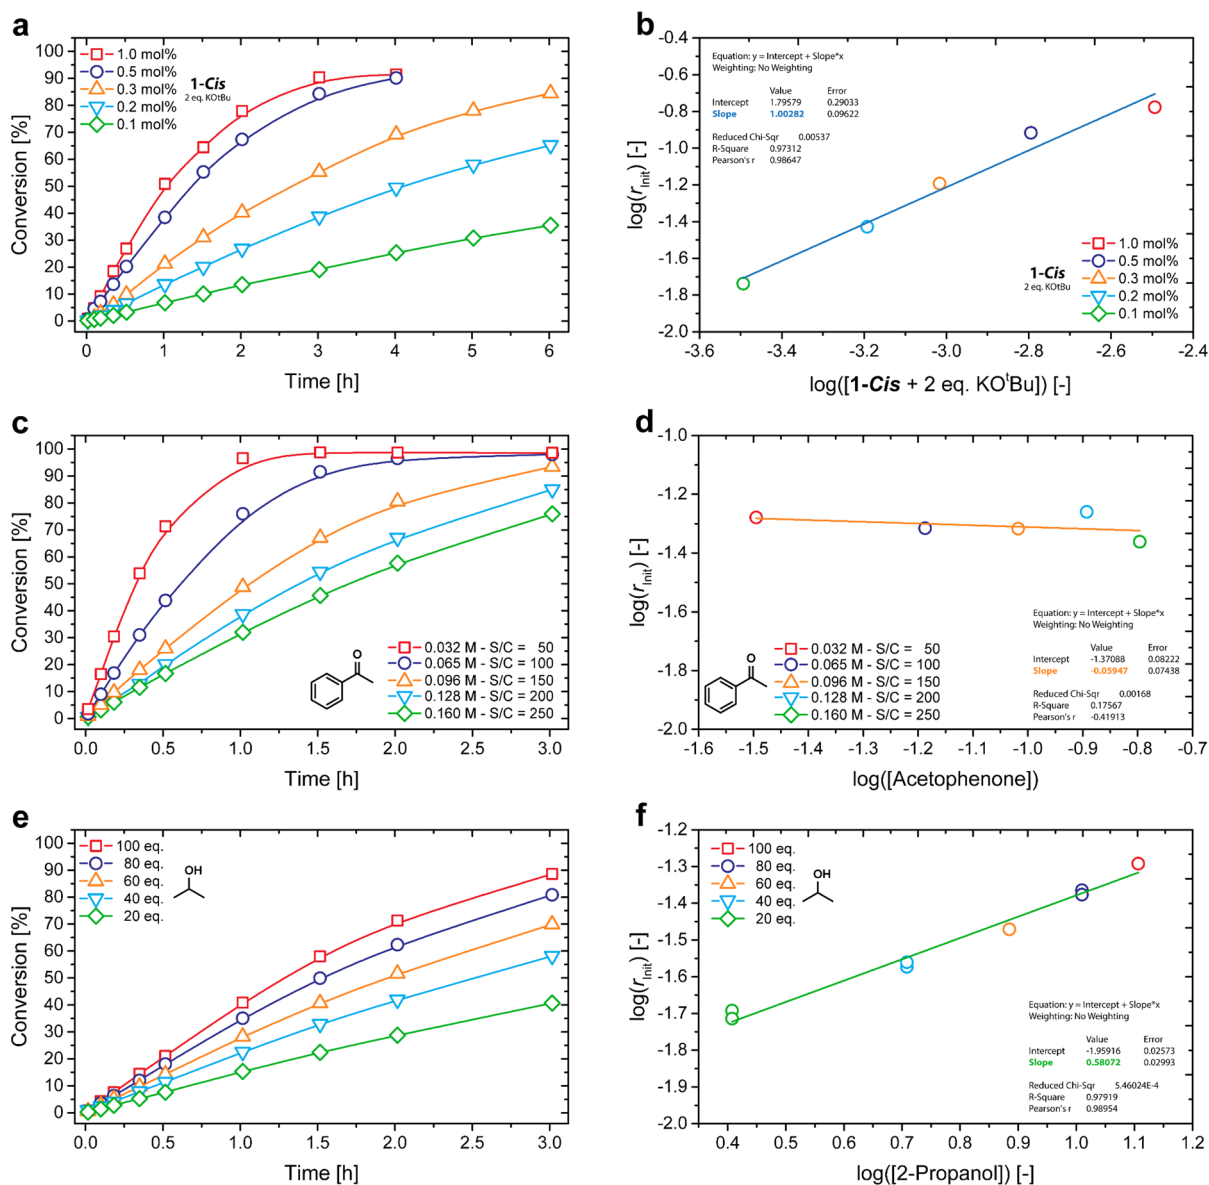 a
100
90
80
70
60
50
40
30
20
10
0
Conversion [%]
1.0 mol%
0.5 mol%
0.3 mol%
0.2 mol%
0.1 mol%
1-Cis
2 eq. KOtBu
0 1 2 3 4 5 6
Time [h]
b
-0.4
-0.6
-0.8
-1.0
-1.2
-1.4
-1.6
-1.8
-2.0
log(rInit) [-]
Equation: y = Intercept + Slope*x
Weighting: No Weighting
Value Error
Intercept 1.79579 0.29033
Slope 1.00282 0.09622
Reduced Chi-Sqr 0.00537
R-Square 0.97312
Pearson's r 0.98647
1-Cis
2 eq. KOtBu
1.0 mol%
0.5 mol%
0.3 mol%
0.2 mol%
0.1 mol%
-3.6 -3.4 -3.2 -3.0 -2.8 -2.6 -2.4
log([1-Cis + 2 eq. KOᵗBu]) [-]
c
100
90
80
70
60
50
40
30
20
10
0
Conversion [%]
O
0.032 M - S/C = 50
0.065 M - S/C = 100
0.096 M - S/C = 150
0.128 M - S/C = 200
0.160 M - S/C = 250
0.0 0.5 1.0 1.5 2.0 2.5 3.0
Time [h]
d
-1.0
-1.2
-1.4
-1.6
-1.8
-2.0
log(rInit) [-]
O
0.032 M - S/C = 50
0.065 M - S/C = 100
0.096 M - S/C = 150
0.128 M - S/C = 200
0.160 M - S/C = 250
Equation: y = Intercept + Slope*x
Weighting: No Weighting
Value Error
Intercept -1.37088 0.08222
Slope -0.05947 0.07438
Reduced Chi-Sqr 0.00168
R-Square 0.17567
Pearson's r -0.41913
-1.6 -1.5 -1.4 -1.3 -1.2 -1.1 -1.0 -0.9 -0.8 -0.7
log([Acetophenone])
e
100
90
80
70
60
50
40
30
20
10
0
Conversion [%]
100 eq.
80 eq.
60 eq.
40 eq.
20 eq.
OH
0.0 0.5 1.0 1.5 2.0 2.5 3.0
Time [h]
f
-1.2
-1.3
-1.4
-1.5
-1.6
-1.7
-1.8
-1.9
-2.0
log(rInit) [-]
100 eq.
80 eq.
60 eq.
40 eq.
20 eq.
OH
Equation: y = Intercept + Slope*x
Weighting: No Weighting
Value Error
Intercept -1.95916 0.02573
Slope 0.58072 0.02993
Reduced Chi-Sqr 5.46024E-4
R-Square 0.97919
Pearson's r 0.98954
0.4 0.5 0.6 0.7 0.8 0.9 1.0 1.1 1.2
log([2-Propanol]) [-]